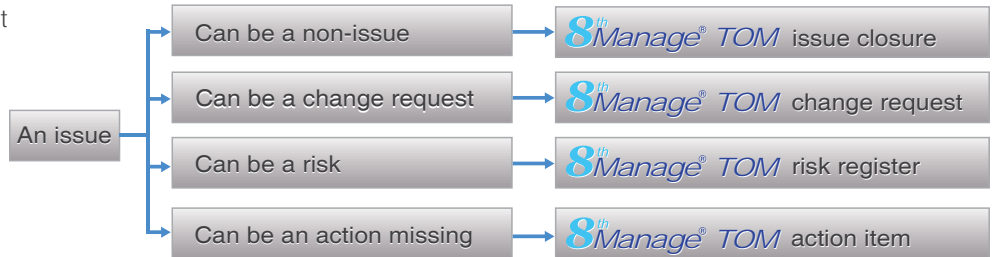 t
Can be a non-issue
8th Manage® TOM issue closure
Can be a change request
8th Manage® TOM change request
An issue
Can be a risk
8th Manage® TOM risk register
Can be an action missing
8th Manage® TOM action item